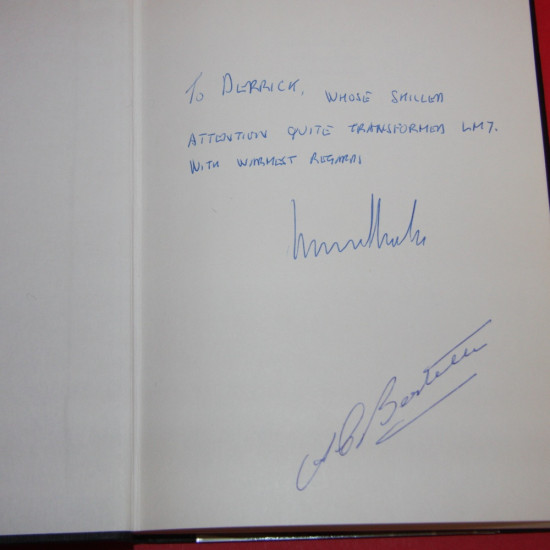 To DERRICK, WHOSE SKILLED
ATTENTION QUITE TRANSFORMED LM7.
WITH WARMEST REGARDS